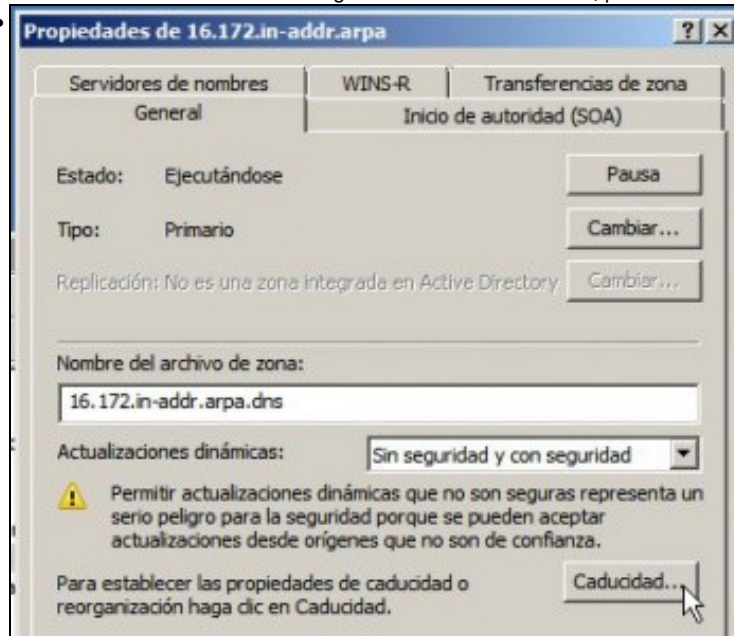 Propiedades de 16.172.in-addr.arpa
Servidores de nombres WINS-R Transferencias de zona
General Inicio de autoridad (SOA)
Estado: Ejecutándose Pausa
Tipo: Primario Cambiar...
Replicación: No es una zona integrada en Active Directory Cambiar...
Nombre del archivo de zona:
16.172.in-addr.arpa.dns
Actualizaciones dinámicas: Sin seguridad y con seguridad
Permitir actualizaciones dinámicas que no son seguras representa un
serio peligro para la seguridad porque se pueden aceptar
actualizaciones desde orígenes que no son de confianza.
Para establecer las propiedades de caducidad o Caducidad...
reorganización haga clic en Caducidad.